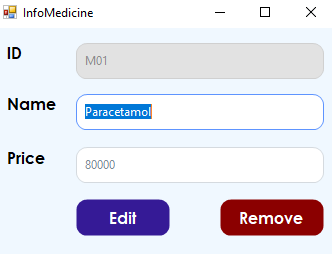 InfoMedicine
ID
M01
Name
Paracetamol
Price
80000
Edit
Remove